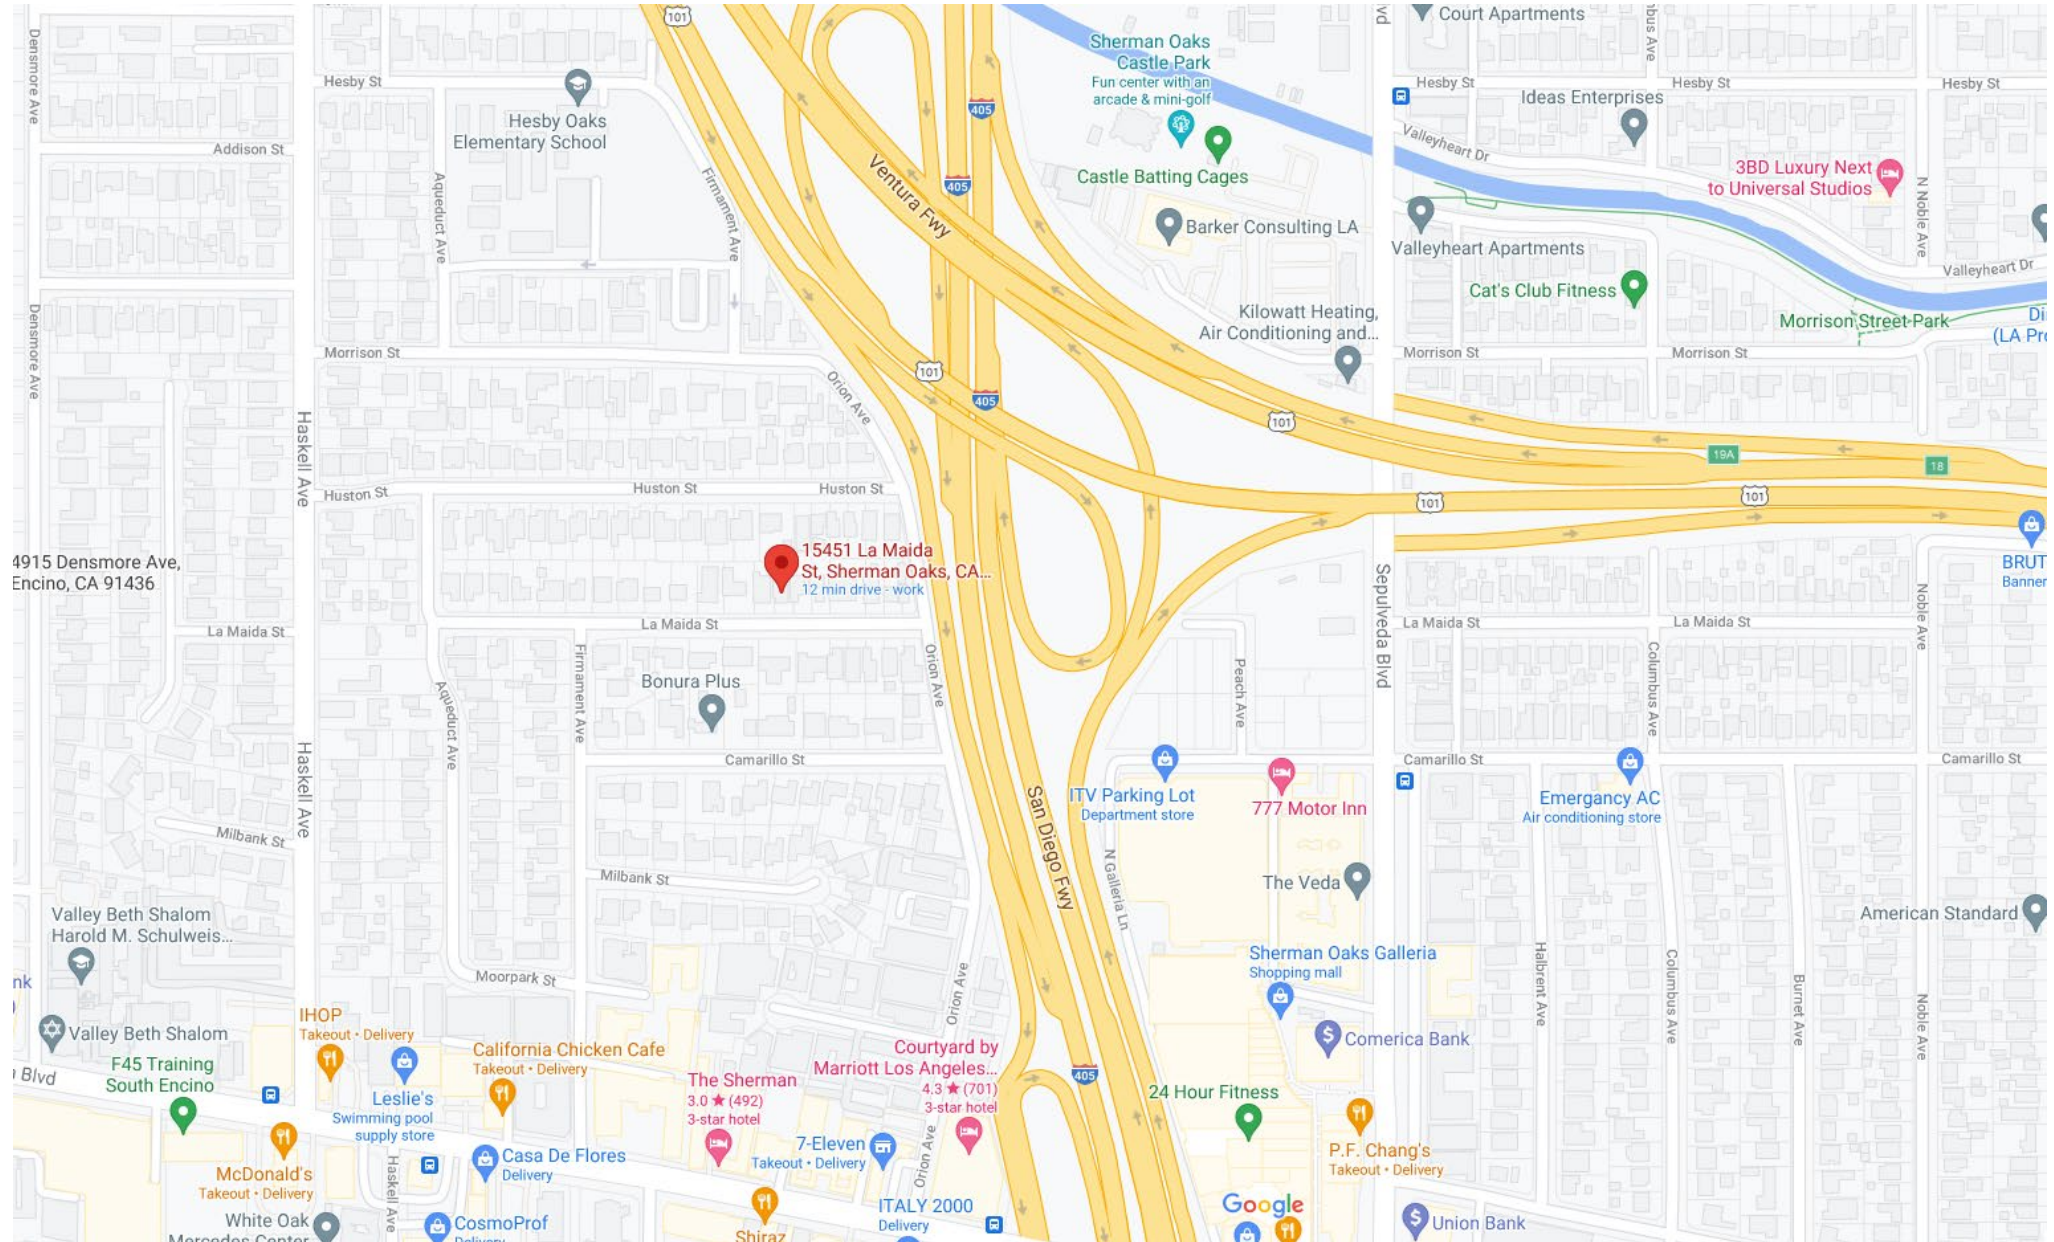 101
vd
Court Apartments
Densmore Ave
Hesby St
Hesby Oaks
Elementary School
405
Sherman Oaks
Castle Park
Fun center with an
arcade & mini-golf
Hesby St
Hesby St
Hesby St
Ideas Enterprises
Addison St
Valleyheart Dr
Castle Batting Cages
405
Ventura Fwy
Firmament Ave
Aqueduct Ave
3BD Luxury Next
to Universal Studios
N Noble Ave
Barker Consulting LA
Valleyheart Apartments
Valleyheart Dr
Cat's Club Fitness
Kilowatt Heating,
Air Conditioning and...
Morrison Street Park
Di
(LA Pro
Densmore Ave
Morrison St
Morrison St
Morrison St
101
405
Orion Ave
101
Haskell Ave
19A
18
Huston St
Huston St
Huston St
101
101
4915 Densmore Ave,
Encino, CA 91436
15451 La Maida
St, Sherman Oaks, CA...
12 min drive - work
BRUT
Banner
Sepulveda Blvd
Noble Ave
La Maida St
La Maida St
La Maida St
La Maida St
Firmament Ave
Orion Ave
Peach Ave
Columbus Ave
Bonura Plus
Aqueduct Ave
Haskell Ave
Camarillo St
Camarillo St
Camarillo St
ITV Parking Lot
Department store
777 Motor Inn
Emergancy AC
Air conditioning store
San Diego Fwy
Milbank St
Milbank St
N Galleria Ln
The Veda
Valley Beth Shalom
Harold M. Schulweis...
American Standard
Sherman Oaks Galleria
Shopping mall
Halbrent Ave
Columbus Ave
Burnet Ave
Noble Ave
nk
Moorpark St
Orion Ave
IHOP
Takeout • Delivery
Valley Beth Shalom
Comerica Bank
California Chicken Cafe
Takeout • Delivery
Courtyard by
Marriott Los Angeles...
4.3 ★ (701)
3-star hotel
F45 Training
South Encino
Blvd
405
The Sherman
3.0 ★ (492)
3-star hotel
Leslie's
Swimming pool
supply store
24 Hour Fitness
7-Eleven
Takeout • Delivery
P.F. Chang's
Takeout • Delivery
Casa De Flores
Delivery
McDonald's
Takeout • Delivery
Haskell Ave
Orion Ave
ITALY 2000
Delivery
Google
White Oak
Mercedes Center
CosmoProf
Delivery
Shiraz
Union Bank